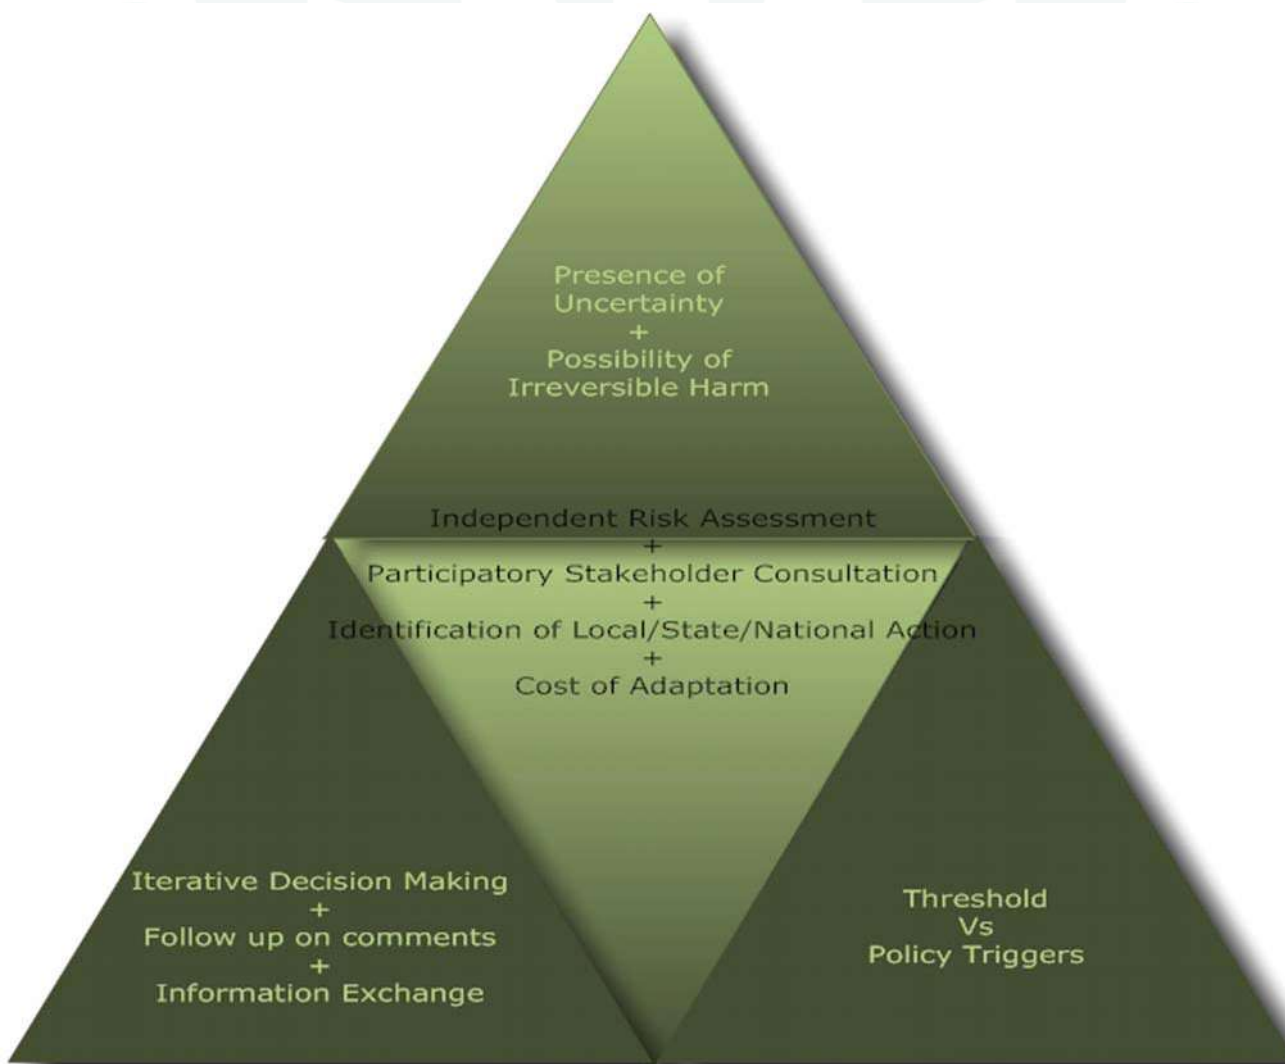 Presence of
Uncertainty
+
Possibility of
Irreversible Harm
Independent Risk Assessment
+
Participatory Stakeholder Consultation
+
Identification of Local/State/National Action
+
Cost of Adaptation
Iterative Decision Making
+
Follow up on comments
+
Information Exchange
Threshold
Vs
Policy Triggers